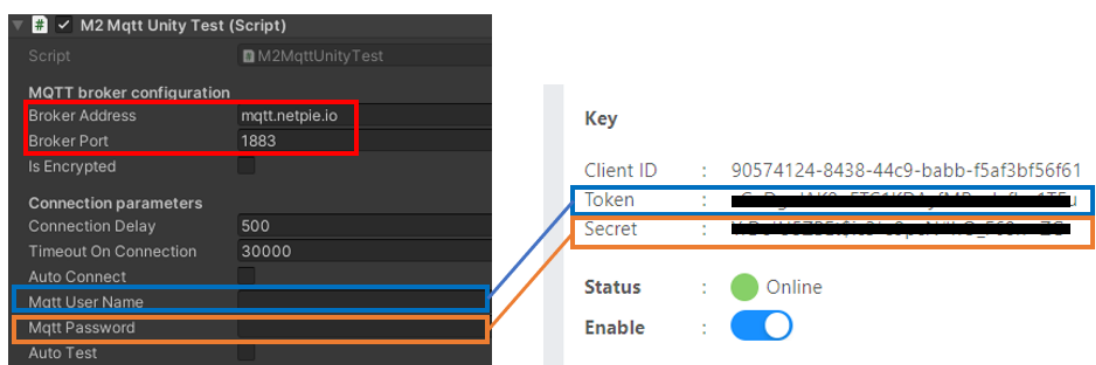 M2 Mqtt Unity Test (Script)
Script M2MqttUnityTest
MQTT broker configuration
Broker Address mqtt.netpie.io
Broker Port 1883
Is Encrypted
Connection parameters
Connection Delay 500
Timeout On Connection 30000
Auto Connect
Mqtt User Name
Mqtt Password
Auto Test
Key
Client ID : 90574124-8438-44c9-babb-f5af3bf56f61
Token :
Secret :
Status : Online
Enable :